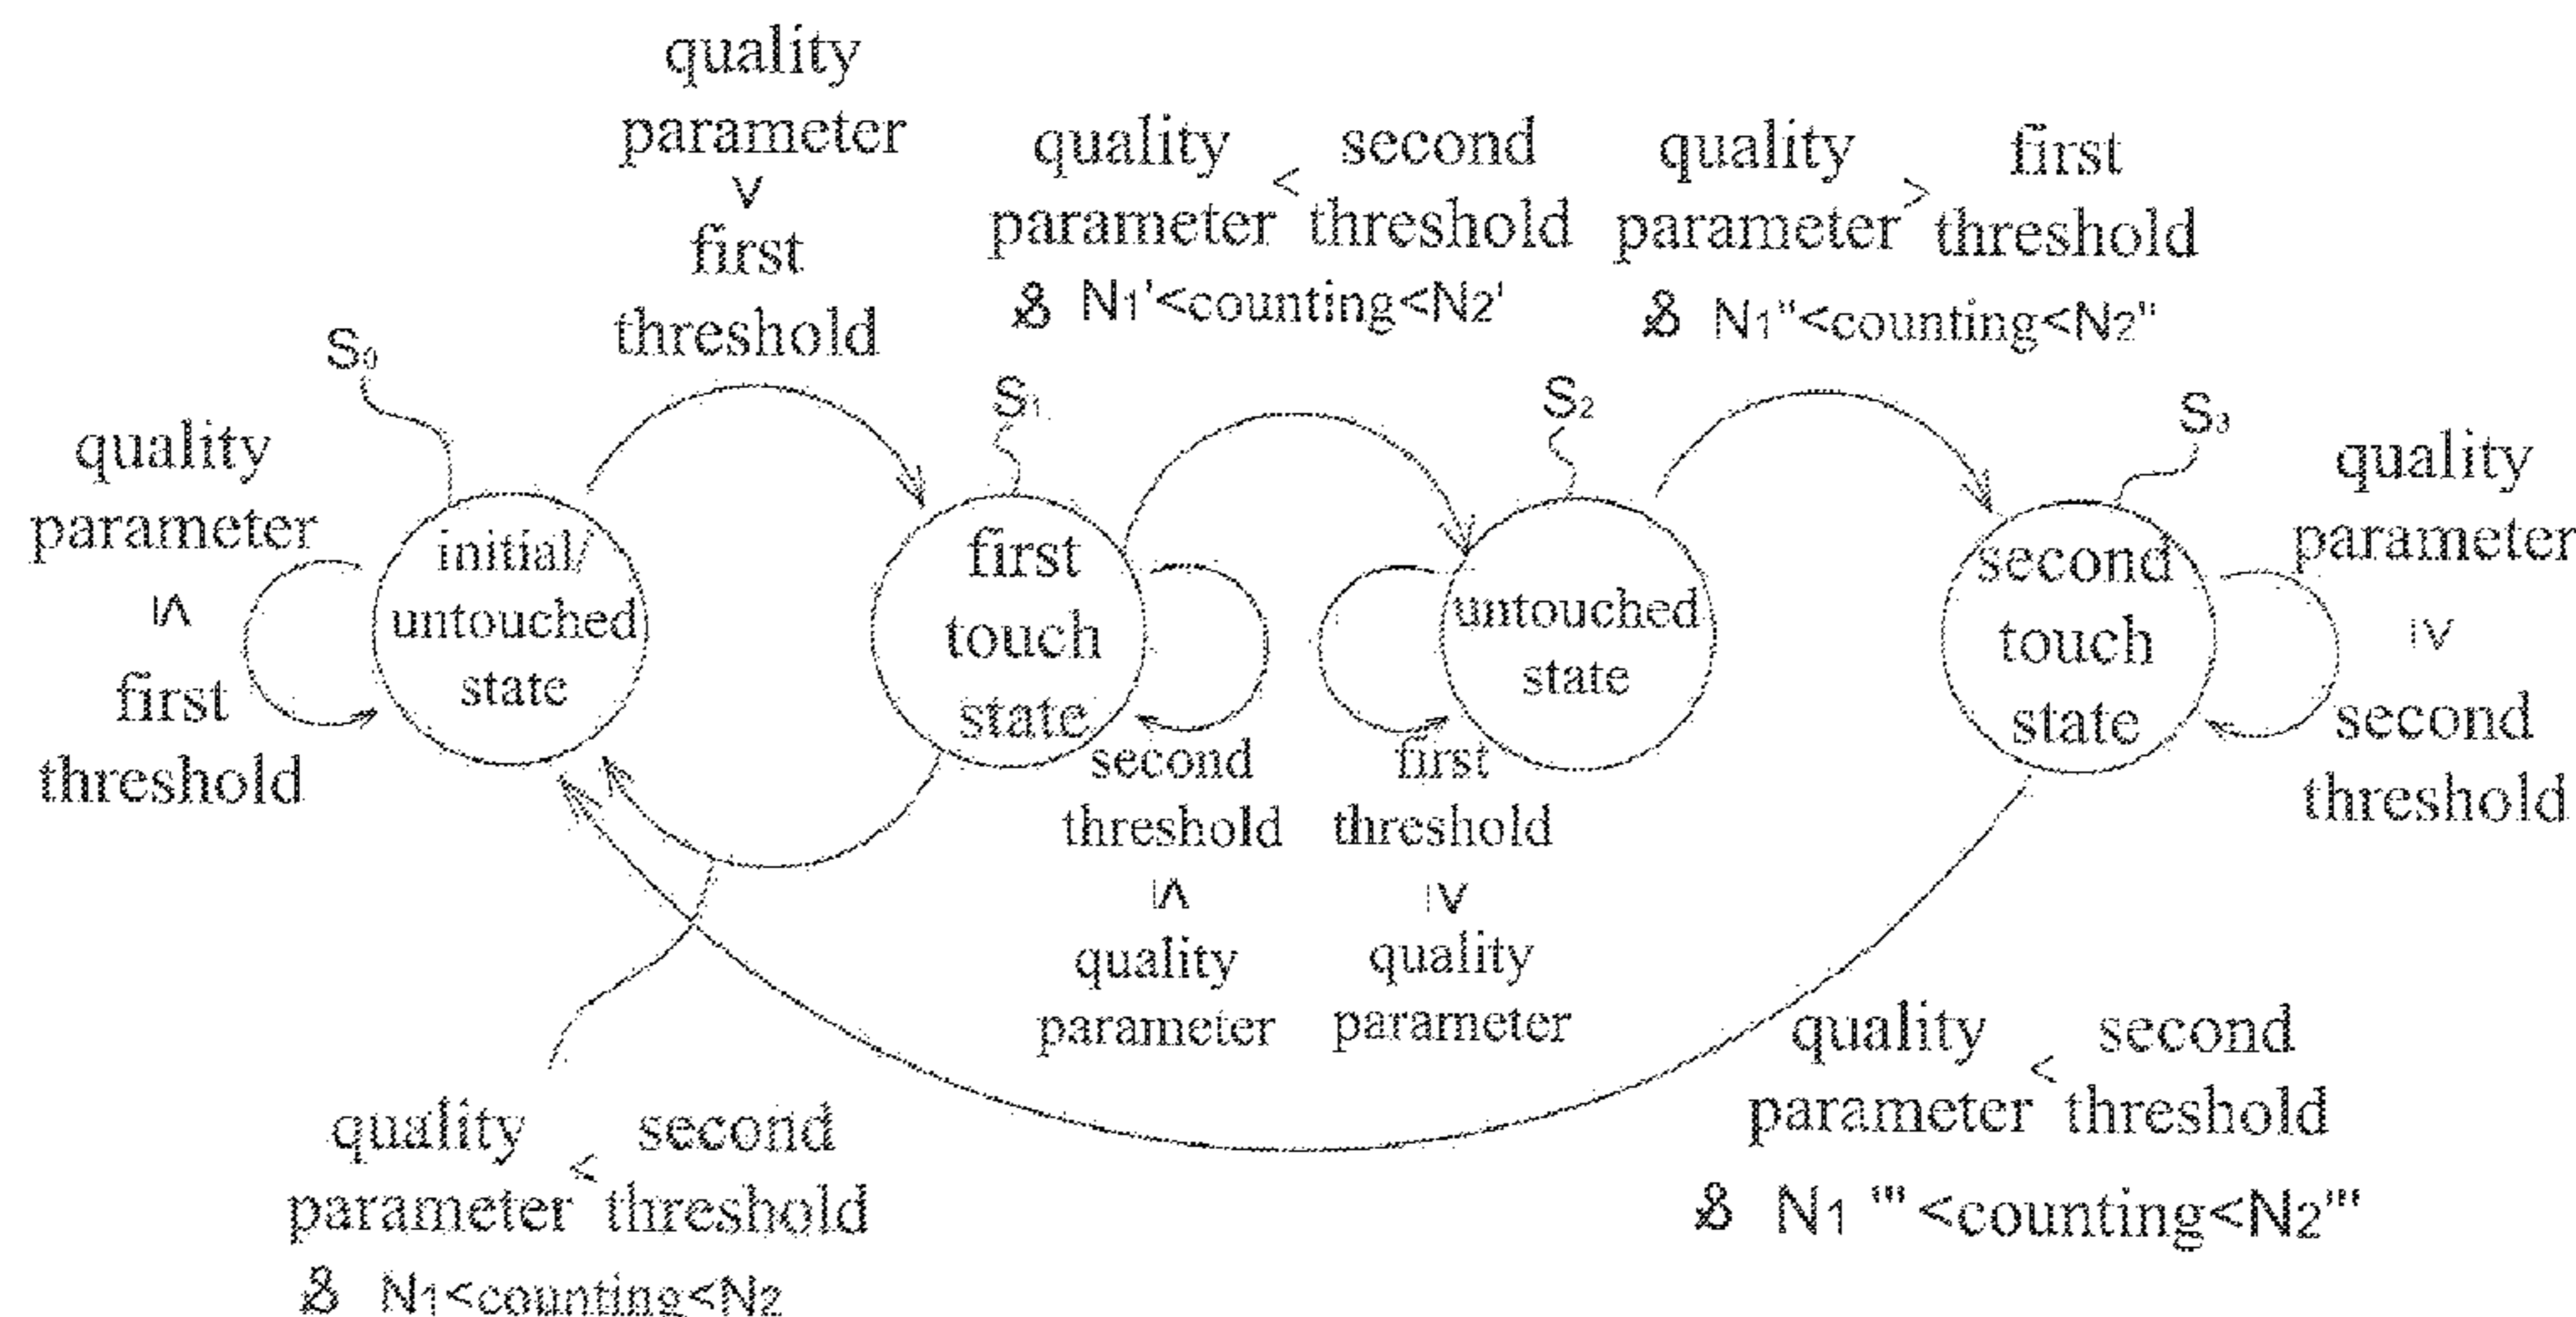 quality
parameter
∨
first
threshold
quality < second
parameter threshold
& N1'<counting<N2'
quality > first
parameter threshold
& N1''<counting<N2''
S0
S1
S2
S3
quality
parameter
|∧
first
threshold
initial/
untouched
state
first
touch
state
second
threshold
|∧
quality
parameter
untouched
state
first
threshold
|∨
quality
parameter
second
touch
state
quality
parameter
|∨
second
threshold
quality < second
parameter threshold
& N1<counting<N2
quality < second
parameter threshold
& N1'''<counting<N2'''